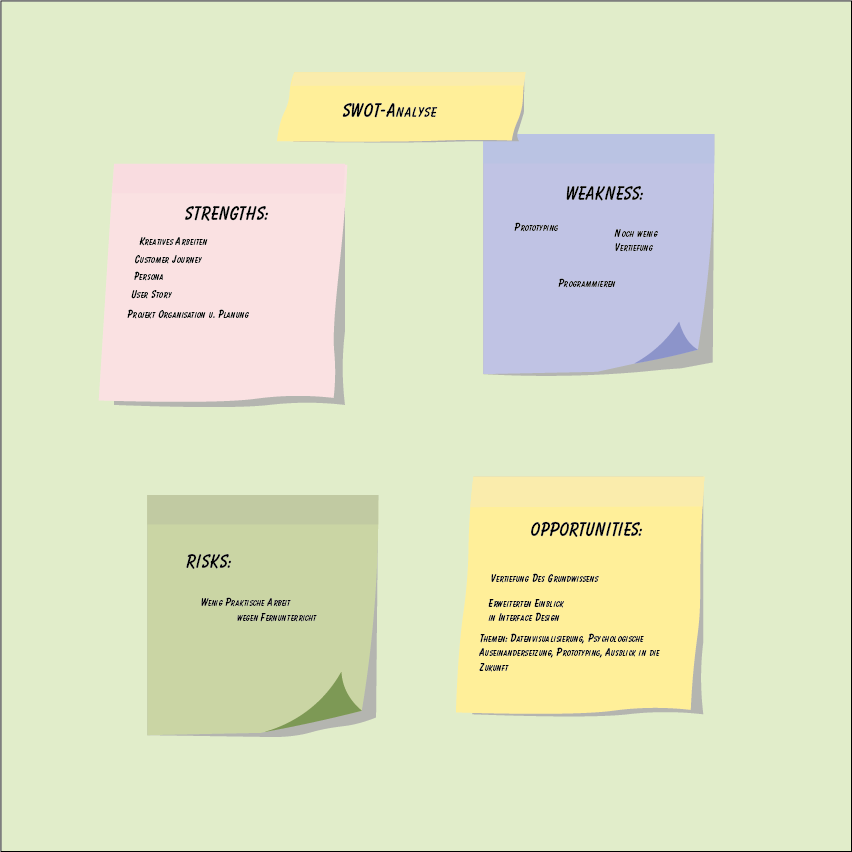 SWOT-Analyse
STRENGTHS:
Kreatives Arbeiten
Customer Journey
Persona
User Story
Projekt Organisation u. Planung
WEAKNESS:
Prototyping
Noch wenig
Vertiefung
Programmieren
RISKS:
Wenig Praktische Arbeit
wegen Fernunterricht
OPPORTUNITIES:
Vertiefung Des Grundwissens
Erweiterten Einblick
in Interface Design
Themen: Datenvisualisierung, Psychologische
Auseinandersetzung, Prototyping, Ausblick in die
Zukunft